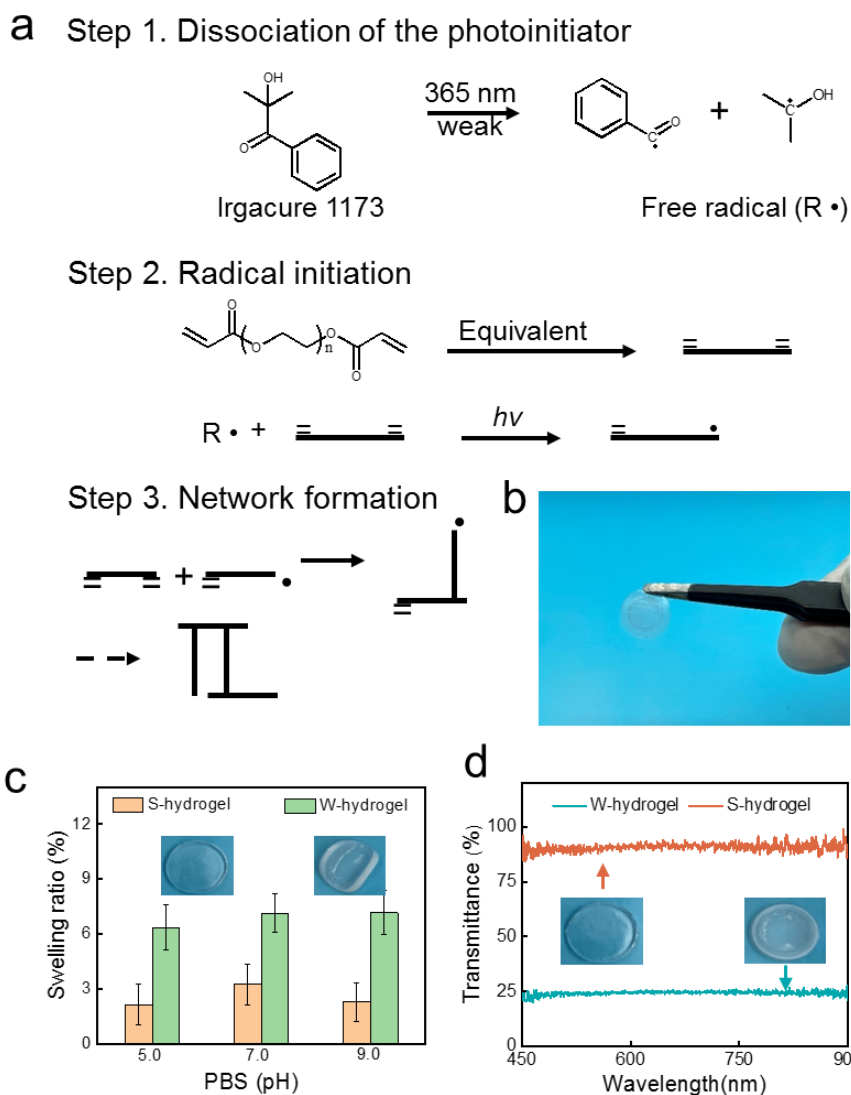 a
Step 1. Dissociation of the photoinitiator
OH
O
365 nm
weak
C
O
+
C
OH
Irgacure 1173
Free radical (R •)
Step 2. Radical initiation
O
O
n
O
O
Equivalent
R • +
hv
Step 3. Network formation
+
b
c
S-hydrogel
W-hydrogel
Swelling ratio (%)
12
9
6
3
0
5.0
7.0
9.0
PBS (pH)
d
W-hydrogel
S-hydrogel
Transmittance (%)
100
75
50
25
0
450
600
750
90
Wavelength(nm)